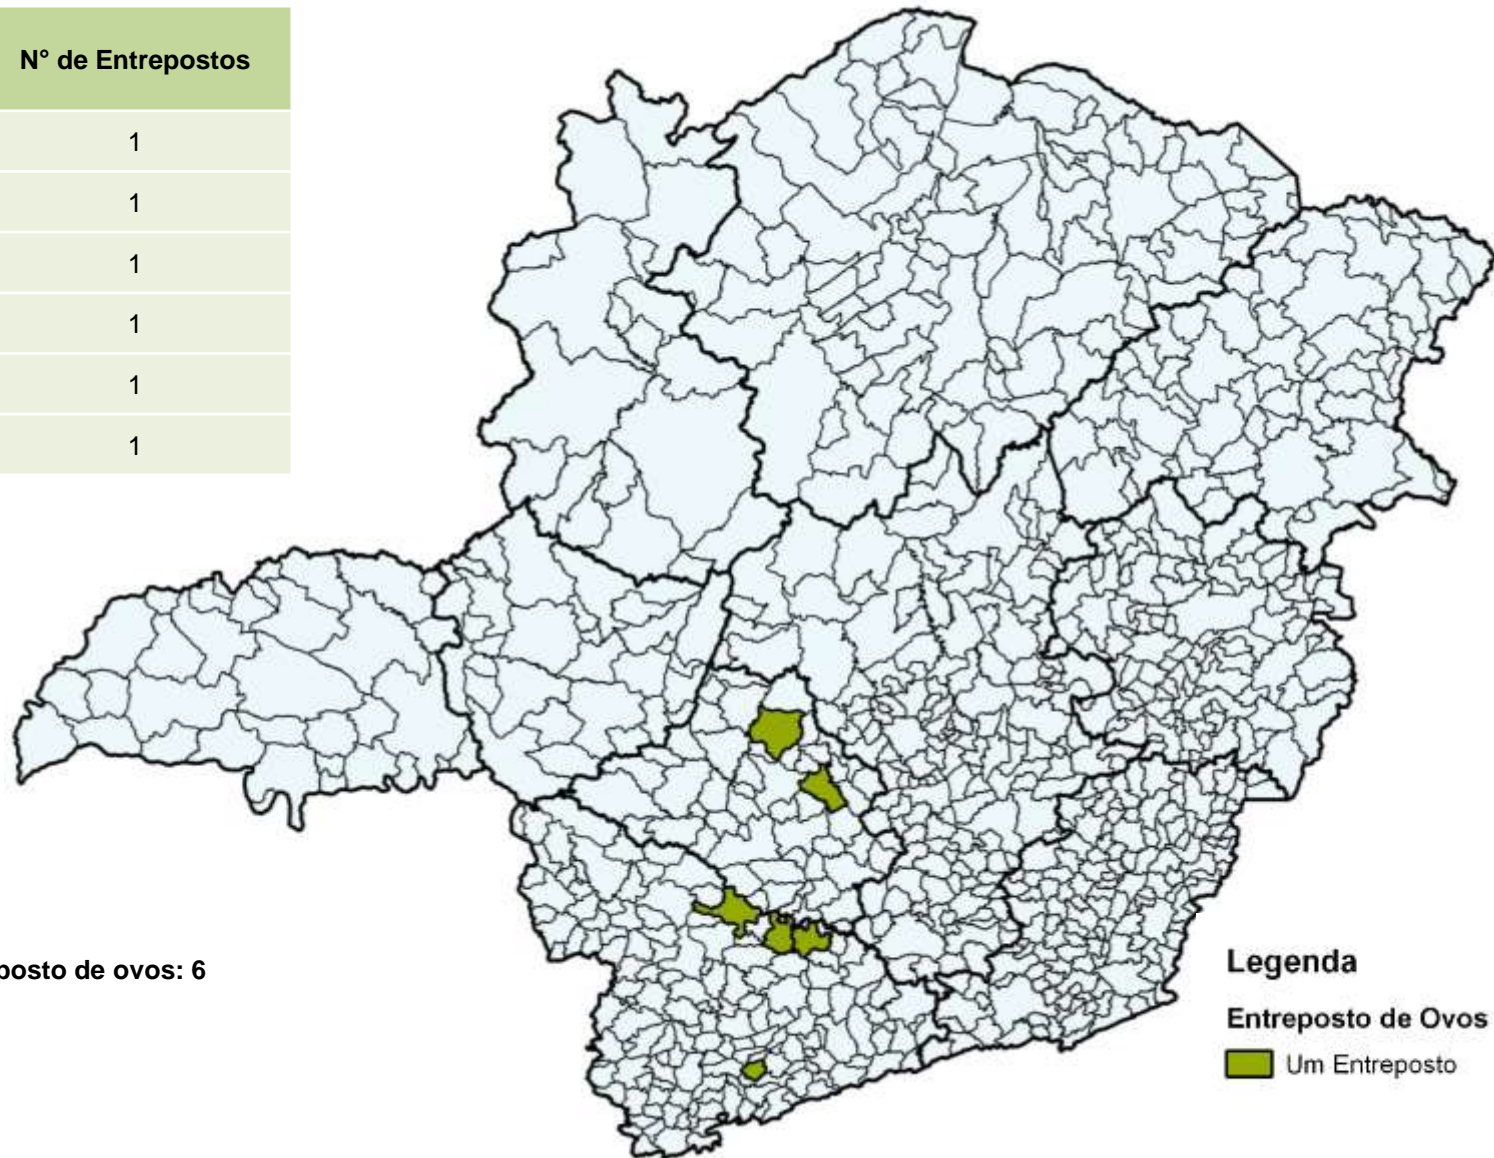 N° de Entrepostos
1
1
1
1
1
1
posto de ovos: 6
Legenda
Entreposto de Ovos
Um Entreposto